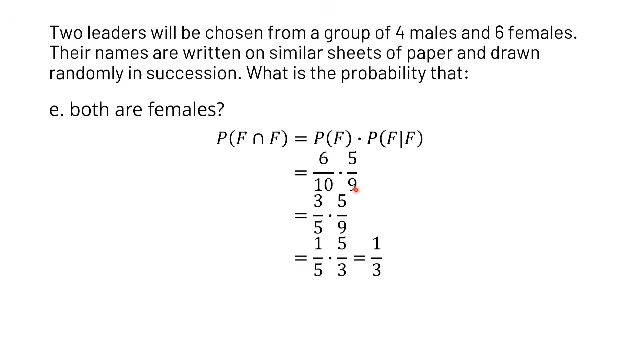 Two leaders will be chosen from a group of 4 males and 6 females.
Their names are written on similar sheets of paper and drawn
randomly in succession. What is the probability that:
e. both are females?
P(F ∩ F) = P(F) · P(F|F)
= 6/10 · 5/9
= 3/5 · 5/9
= 1/5 · 5/3 = 1/3